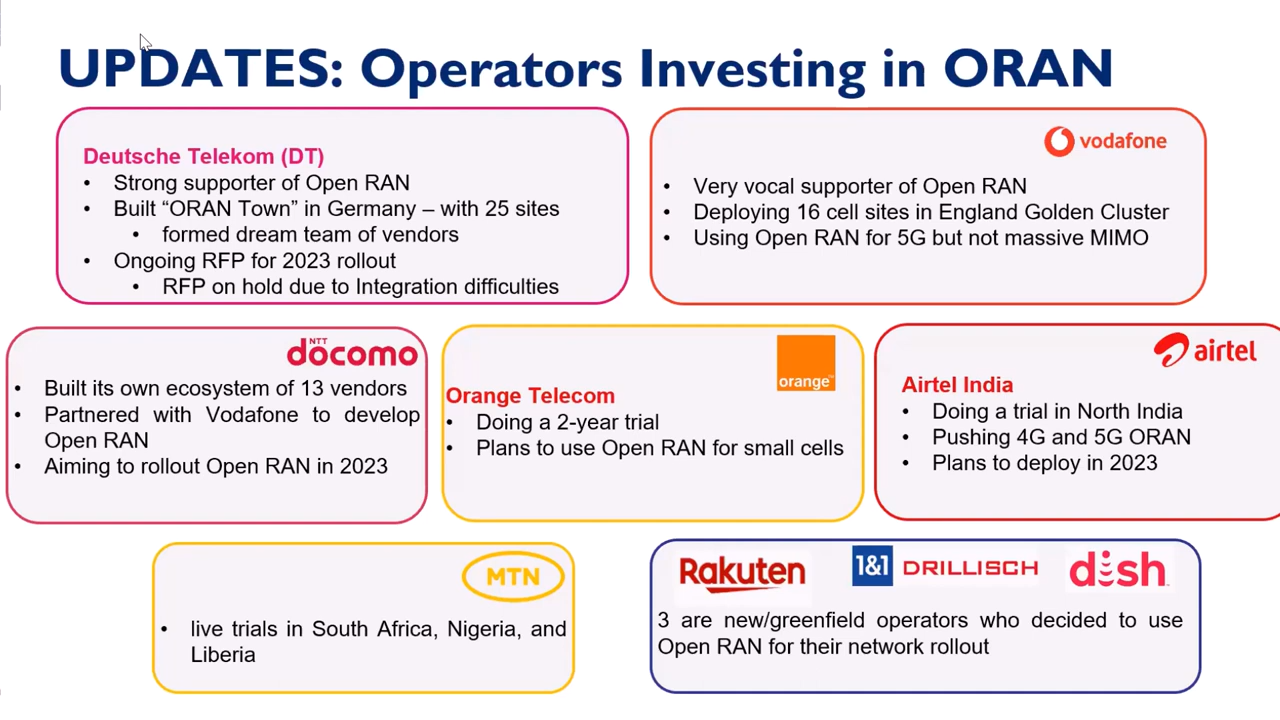 UPDATES: Operators Investing in ORAN
Deutsche Telekom (DT)
• Strong supporter of Open RAN
• Built “ORAN Town” in Germany – with 25 sites
• formed dream team of vendors
• Ongoing RFP for 2023 rollout
• RFP on hold due to Integration difficulties
vodafone
• Very vocal supporter of Open RAN
• Deploying 16 cell sites in England Golden Cluster
• Using Open RAN for 5G but not massive MIMO
NTT
döcomo
• Built its own ecosystem of 13 vendors
• Partnered with Vodafone to develop
Open RAN
• Aiming to rollout Open RAN in 2023
orange™
Orange Telecom
• Doing a 2-year trial
• Plans to use Open RAN for small cells
airtel
Airtel India
• Doing a trial in North India
• Pushing 4G and 5G ORAN
• Plans to deploy in 2023
MTN
• live trials in South Africa, Nigeria, and
Liberia
Rakuten 1&1 DRILLISCH dish
3 are new/greenfield operators who decided to use
Open RAN for their network rollout